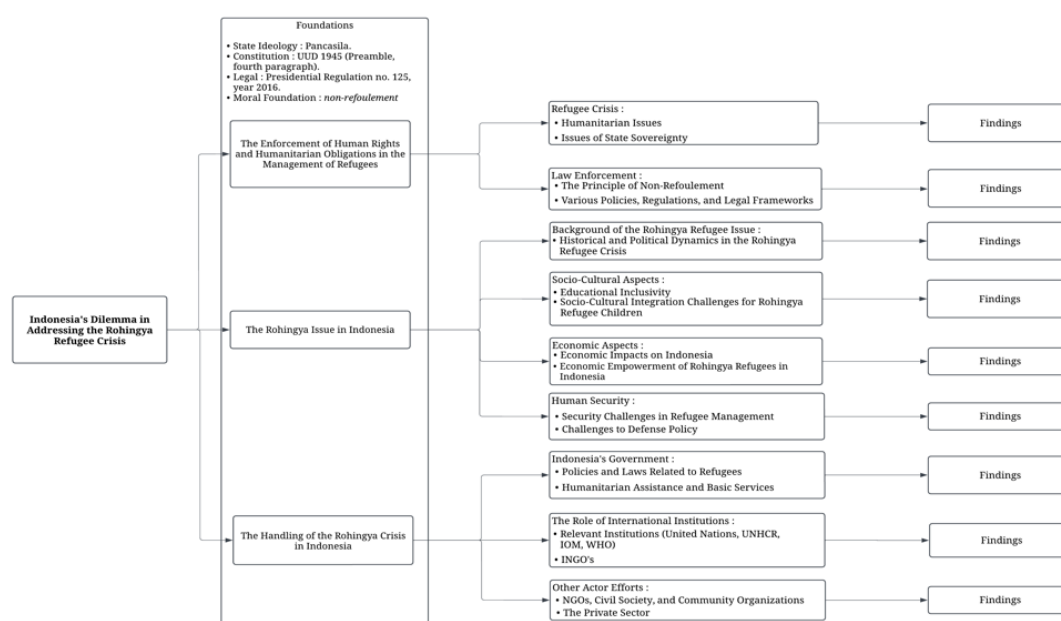 Foundations
• State Ideology : Pancasila.
• Constitution : UUD 1945 (Preamble,
fourth paragraph).
• Legal : Presidential Regulation no. 125,
year 2016.
• Moral Foundation : non-refoulement
Indonesia's Dilemma in
Addressing the Rohingya
Refugee Crisis
The Enforcement of Human Rights
and Humanitarian Obligations in the
Management of Refugees
Refugee Crisis :
• Humanitarian Issues
• Issues of State Sovereignty
Findings
Law Enforcement :
• The Principle of Non-Refoulement
• Various Policies, Regulations, and Legal Frameworks
Findings
The Rohingya Issue in Indonesia
Background of the Rohingya Refugee Issue :
• Historical and Political Dynamics in the Rohingya
Refugee Crisis
Findings
Socio-Cultural Aspects :
• Educational Inclusivity
• Socio-Cultural Integration Challenges for Rohingya
Refugee Children
Findings
Economic Aspects :
• Economic Impacts on Indonesia
• Economic Empowerment of Rohingya Refugees in
Indonesia
Findings
Human Security :
• Security Challenges in Refugee Management
• Challenges to Defense Policy
Findings
The Handling of the Rohingya Crisis
in Indonesia
Indonesia's Government :
• Policies and Laws Related to Refugees
• Humanitarian Assistance and Basic Services
Findings
The Role of International Institutions :
• Relevant Institutions (United Nations, UNHCR,
IOM, WHO)
• INGO's
Findings
Other Actor Efforts :
• NGOs, Civil Society, and Community Organizations
• The Private Sector
Findings